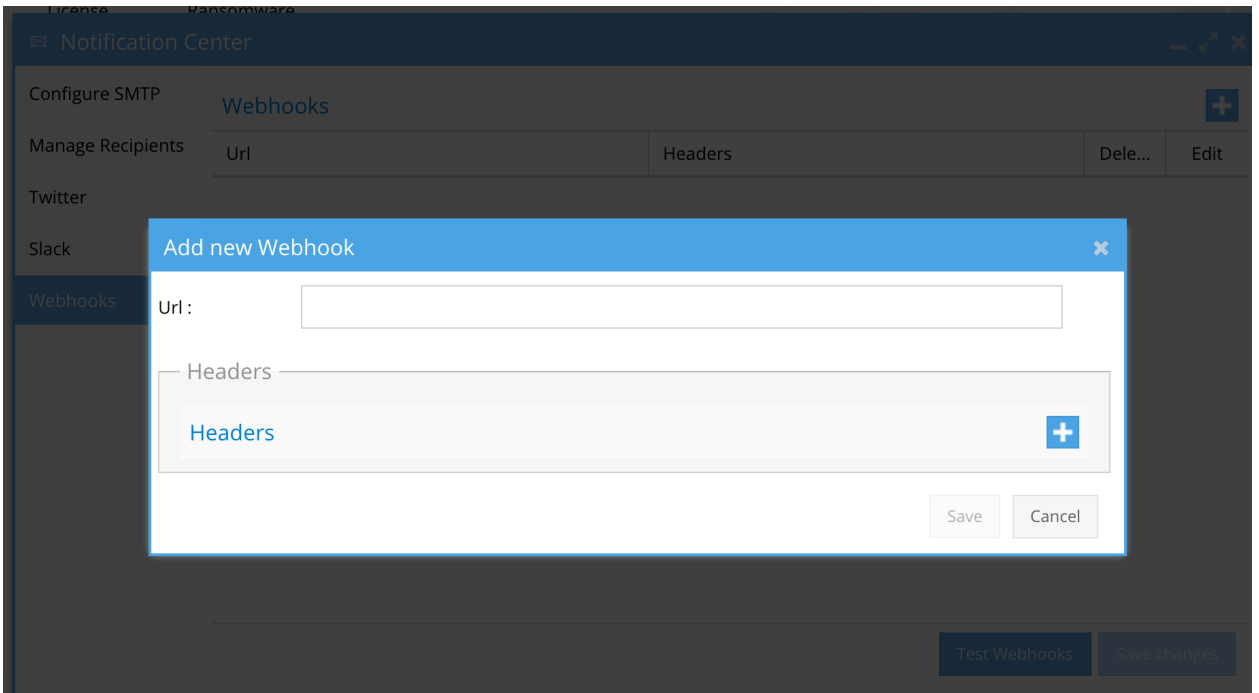 License Ransomware
Notification Center
Configure SMTP
Manage Recipients
Twitter
Slack
Webhooks
Webhooks
Url Headers Dele... Edit
Add new Webhook
Url :
Headers
Headers
Save Cancel
Test Webhooks Save changes